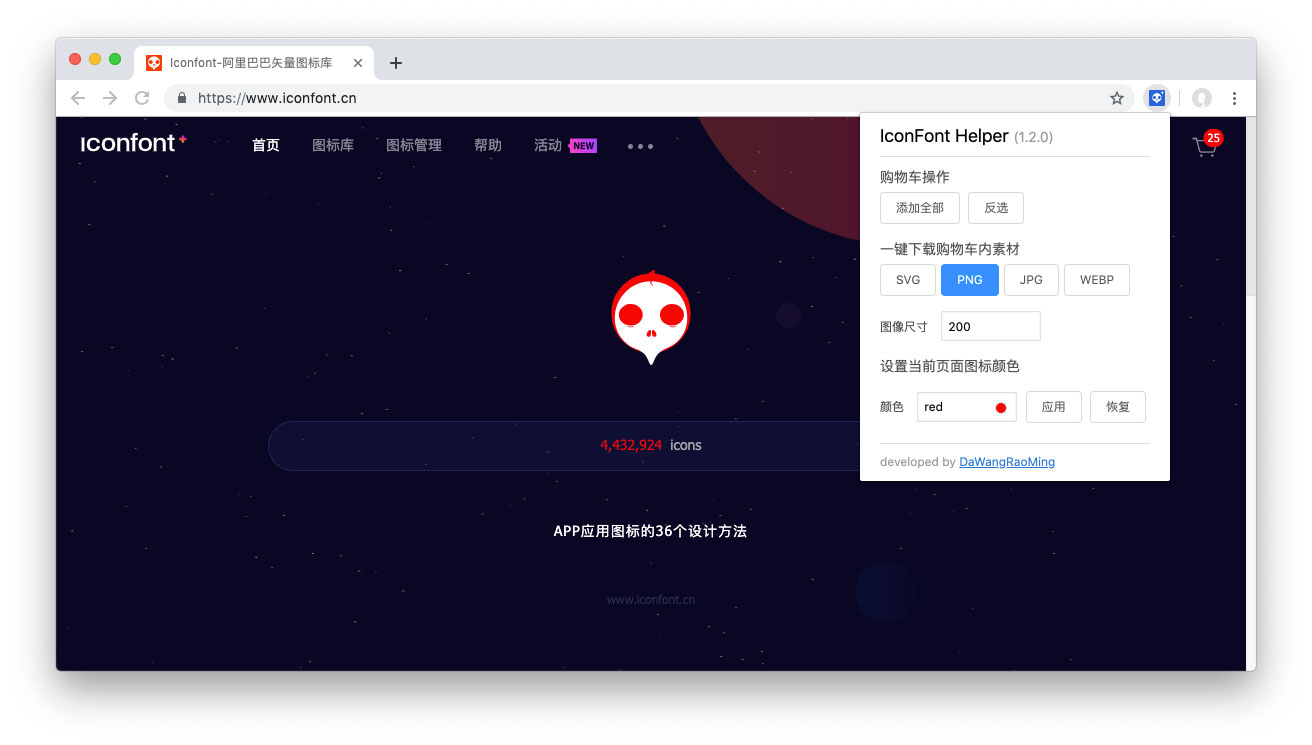 Iconfont-阿里巴巴矢量图标库
https://www.iconfont.cn
ıconfont+
首页 图标库 图标管理 帮助 活动 NEW
25
4,432,924 icons
APP应用图标的36个设计方法
www.iconfont.cn
IconFont Helper (1.2.0)
购物车操作
添加全部 反选
一键下载购物车内素材
SVG PNG JPG WEBP
图像尺寸 200
设置当前页面图标颜色
颜色 red 应用 恢复
developed by DaWangRaoMing